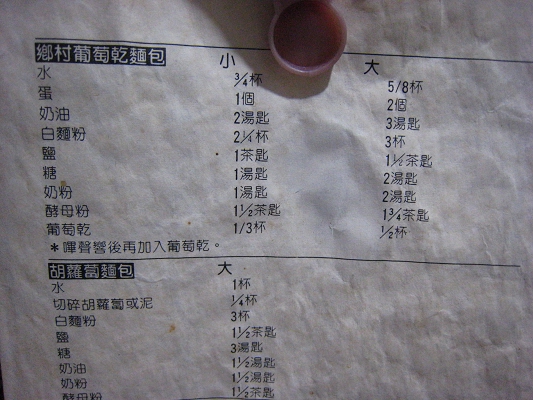 鄉村葡萄乾麵包 小 大
水 ¾杯 5/8杯
蛋 1個 2個
奶油 2湯匙 3湯匙
白麵粉 2¼杯 3杯
鹽 1茶匙 1½茶匙
糖 1湯匙 2湯匙
奶粉 1湯匙 2湯匙
酵母粉 1½茶匙 1¾茶匙
葡萄乾 1/3杯 ½杯
*嗶聲響後再加入葡萄乾。
胡蘿蔔麵包 大
水 1杯
切碎胡蘿蔔或泥 ¼杯
白麵粉 3杯
鹽 1½茶匙
糖 3湯匙
奶油 1½湯匙
奶粉 1½湯匙
酵母粉 1½茶匙